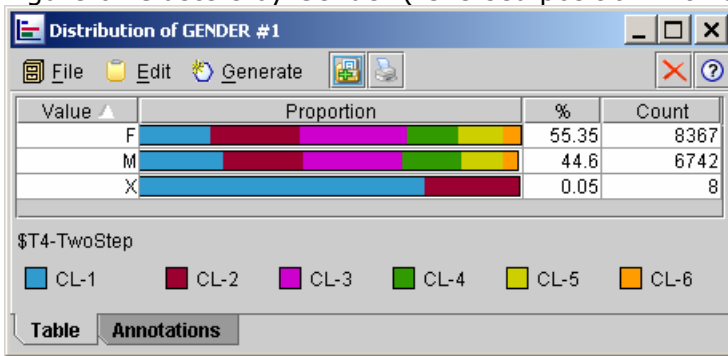 Distribution of GENDER #1
File Edit Generate
Value Proportion % Count
F 55.35 8367
M 44.6 6742
X 0.05 8
$T4-TwoStep
CL-1 CL-2 CL-3 CL-4 CL-5 CL-6
Table Annotations